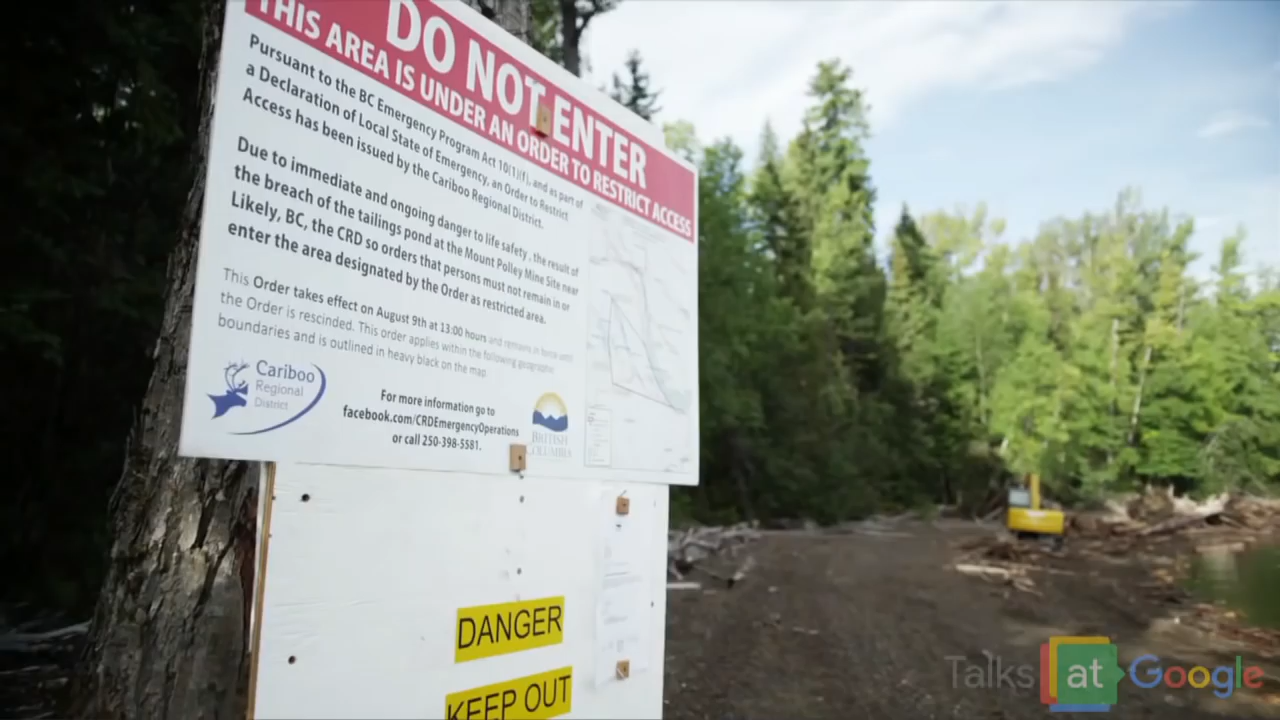 DO NOT ENTER
THIS AREA IS UNDER AN ORDER TO RESTRICT ACCESS
Pursuant to the BC Emergency Program Act 10(1)(f), and as part of
a Declaration of Local State of Emergency, an Order to Restrict
Access has been issued by the Cariboo Regional District.
Due to immediate and ongoing danger to life safety, the result of
the breach of the tailings pond at the Mount Polley Mine Site near
Likely, BC, the CRD so orders that persons must not remain in or
enter the area designated by the Order as restricted area.
This Order takes effect on August 9th at 13:00 hours and remains in force until
the Order is rescinded. This order applies within the following geographic
boundaries and is outlined in heavy black on the map.
Cariboo
Regional
District
For more information go to
facebook.com/CRDEmergencyOperations
or call 250-398-5581.
BRITISH
COLUMBIA
DANGER
KEEP OUT
Talks at Google